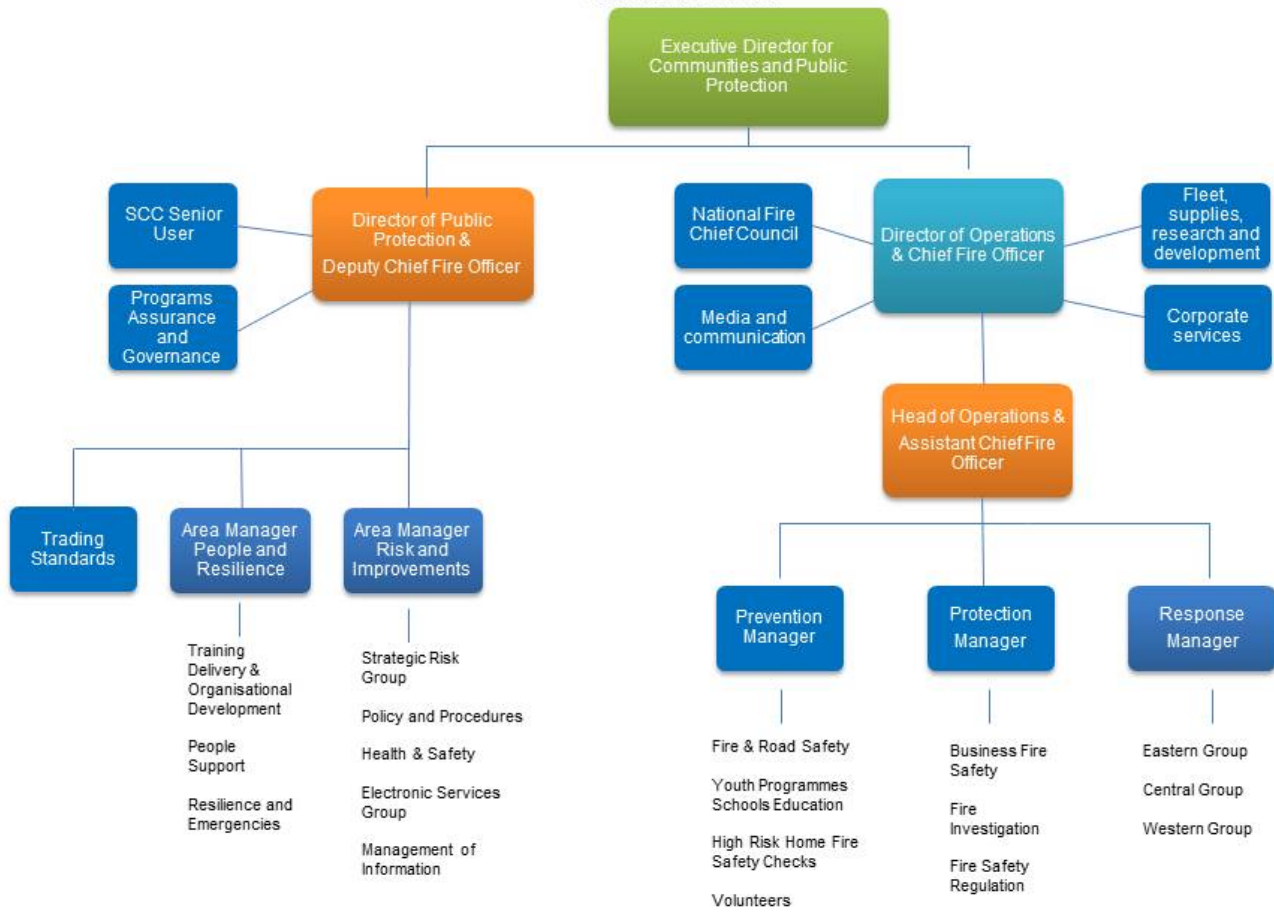 Executive Director for
Communities and Public
Protection
SCC Senior
User
Programs
Assurance
and
Governance
Director of Public
Protection &
Deputy Chief Fire Officer
National Fire
Chief Council
Media and
communication
Director of Operations
& Chief Fire Officer
Fleet,
supplies,
research and
development
Corporate
services
Head of Operations &
Assistant Chief Fire
Officer
Trading
Standards
Area Manager
People and
Resilience
Area Manager
Risk and
Improvements
Prevention
Manager
Protection
Manager
Response
Manager
Training
Delivery &
Organisational
Development
People
Support
Resilience and
Emergencies
Strategic Risk
Group
Policy and Procedures
Health & Safety
Electronic Services
Group
Management of
Information
Fire & Road Safety
Youth Programmes
Schools Education
High Risk Home Fire
Safety Checks
Volunteers
Business Fire
Safety
Fire
Investigation
Fire Safety
Regulation
Eastern Group
Central Group
Western Group